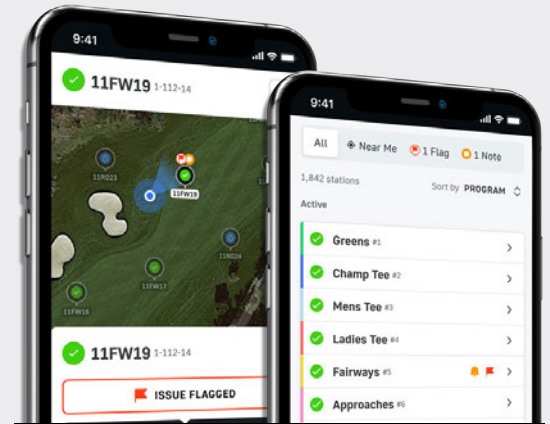 9:41
11FW19 1-112-14
11RO23
11FW19
11RO24
11FW17
11FW16
11FW19 1-112-14
ISSUE FLAGGED
9:41
All Near Me 1 Flag 1 Note
1,842 stations Sort by PROGRAM
Active
Greens #1
Champ Tee #2
Mens Tee #3
Ladies Tee #4
Fairways #5
Approaches #6